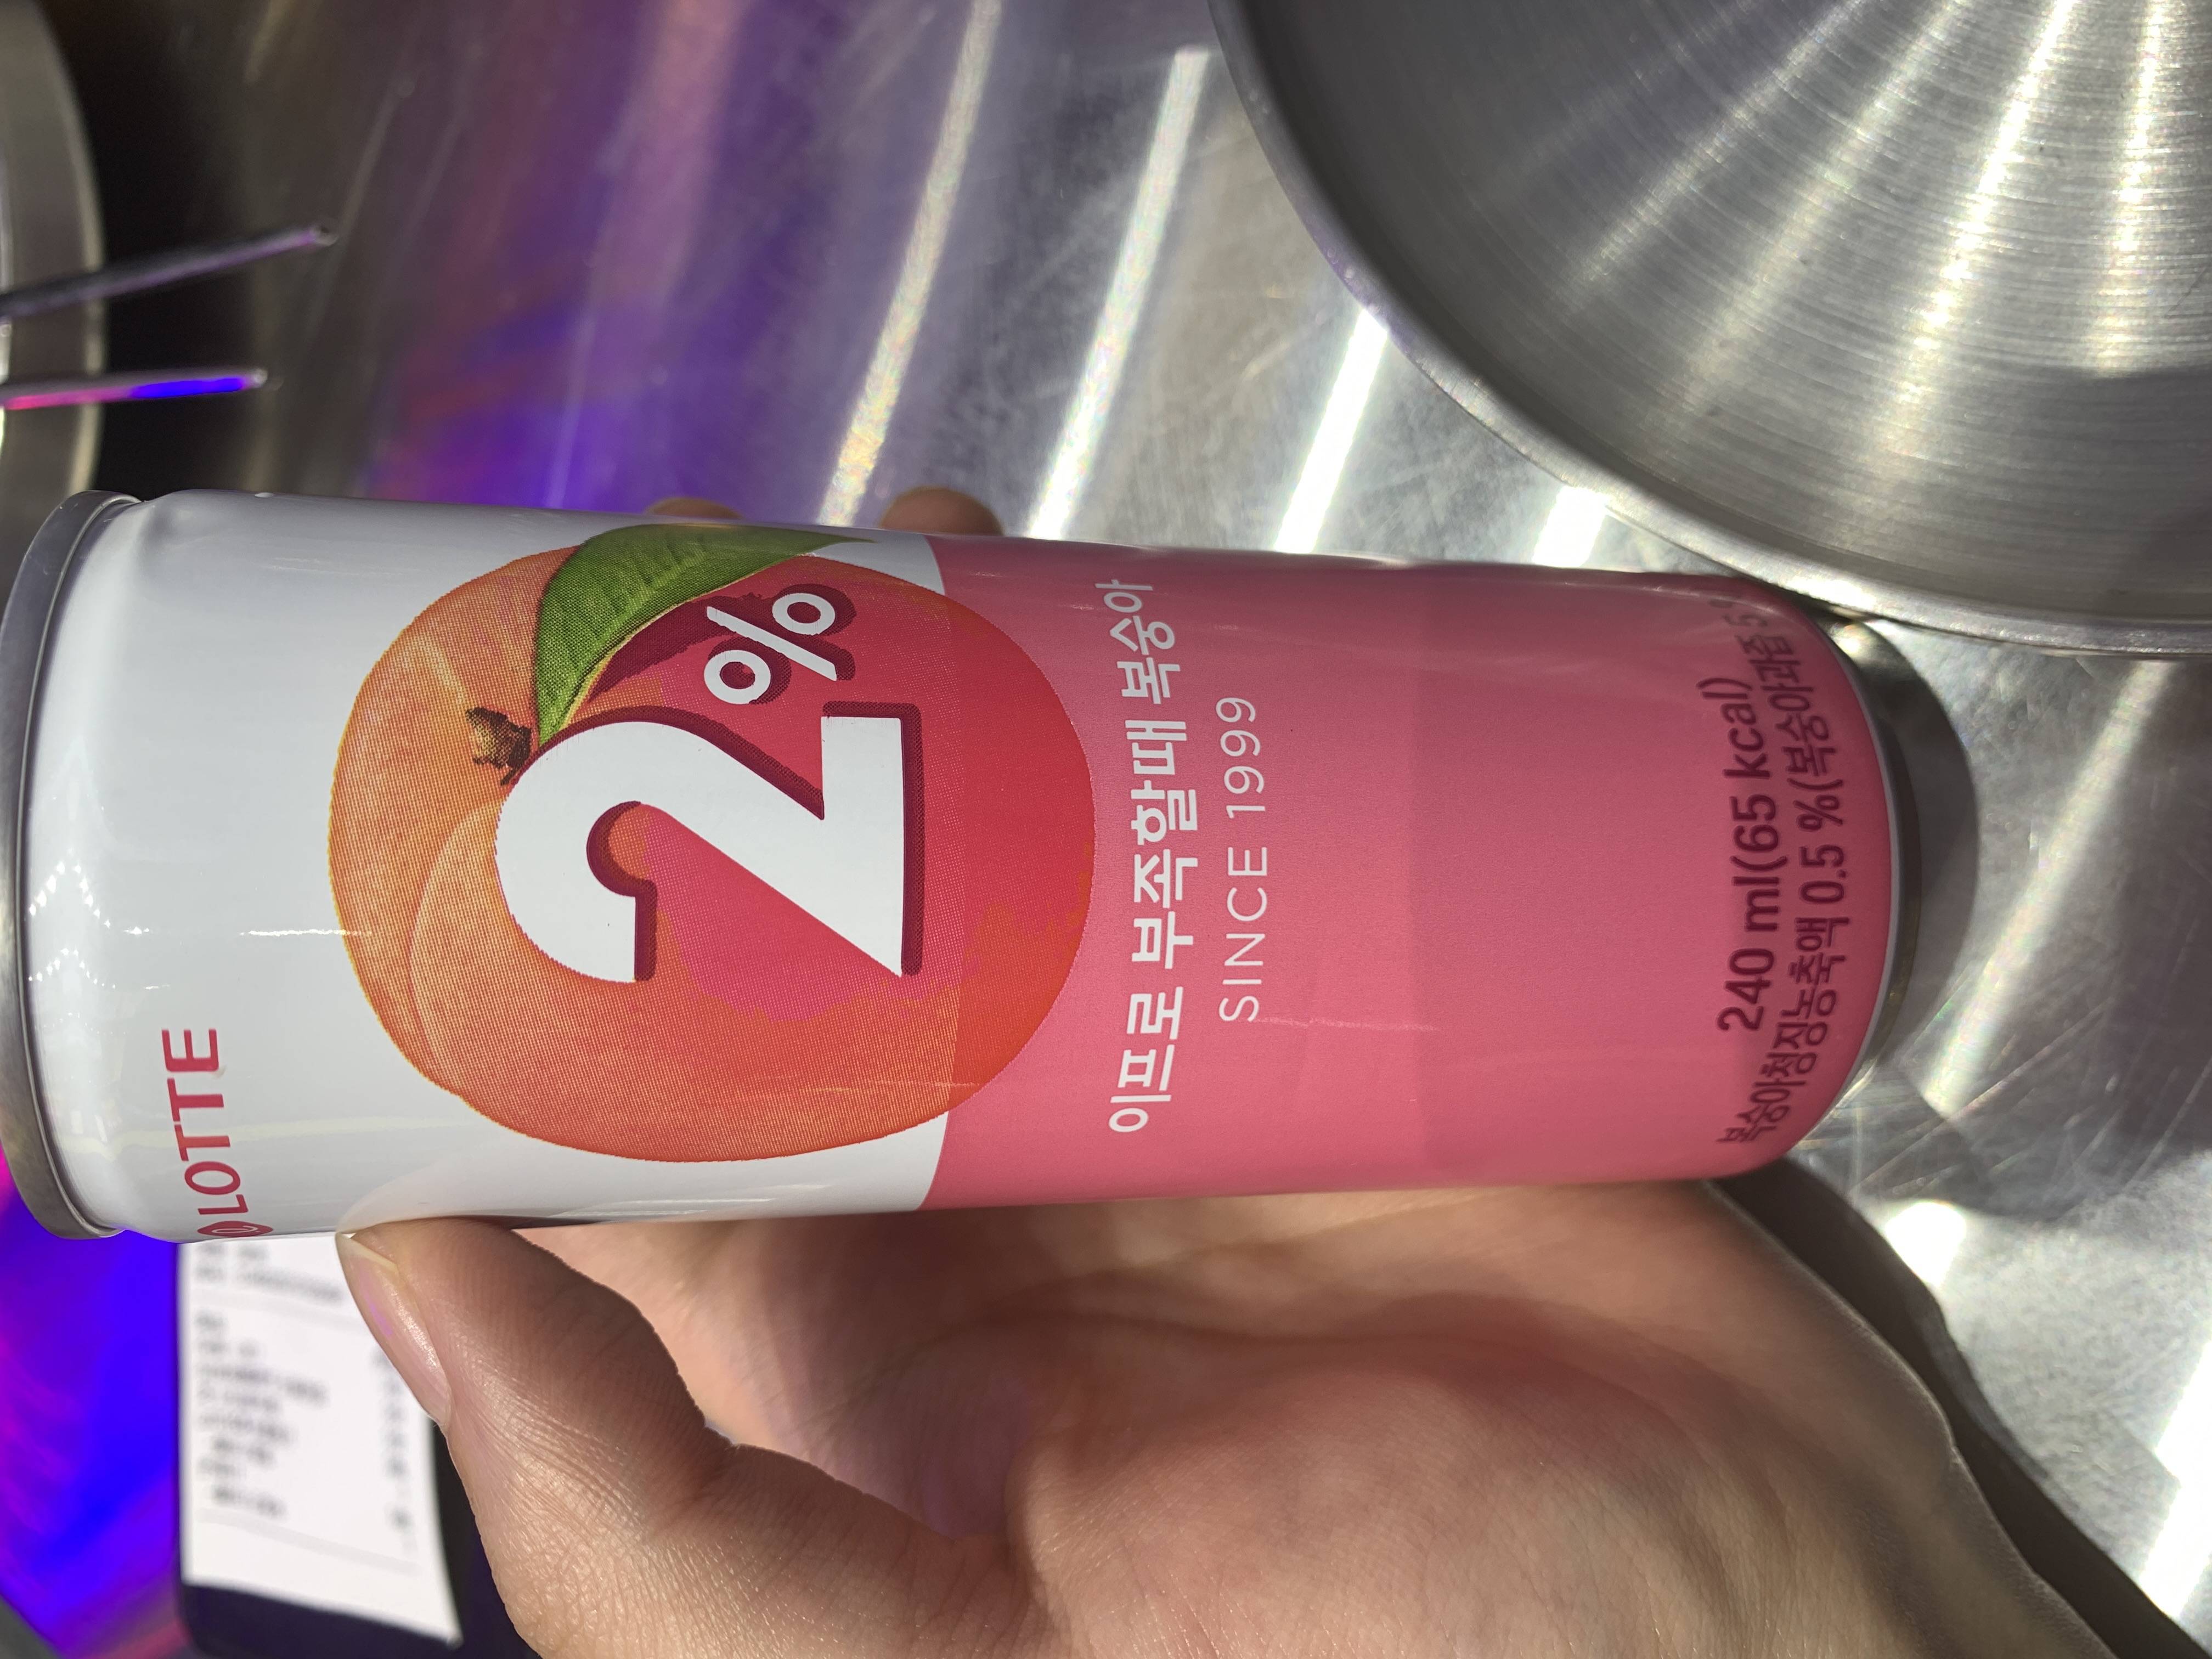 LOTTE
2%
이프로 부족할때 복숭아
SINCE 1999
240 ml(65 kcal)
복숭아청징농축액 0.5 %(복숭아과즙 5